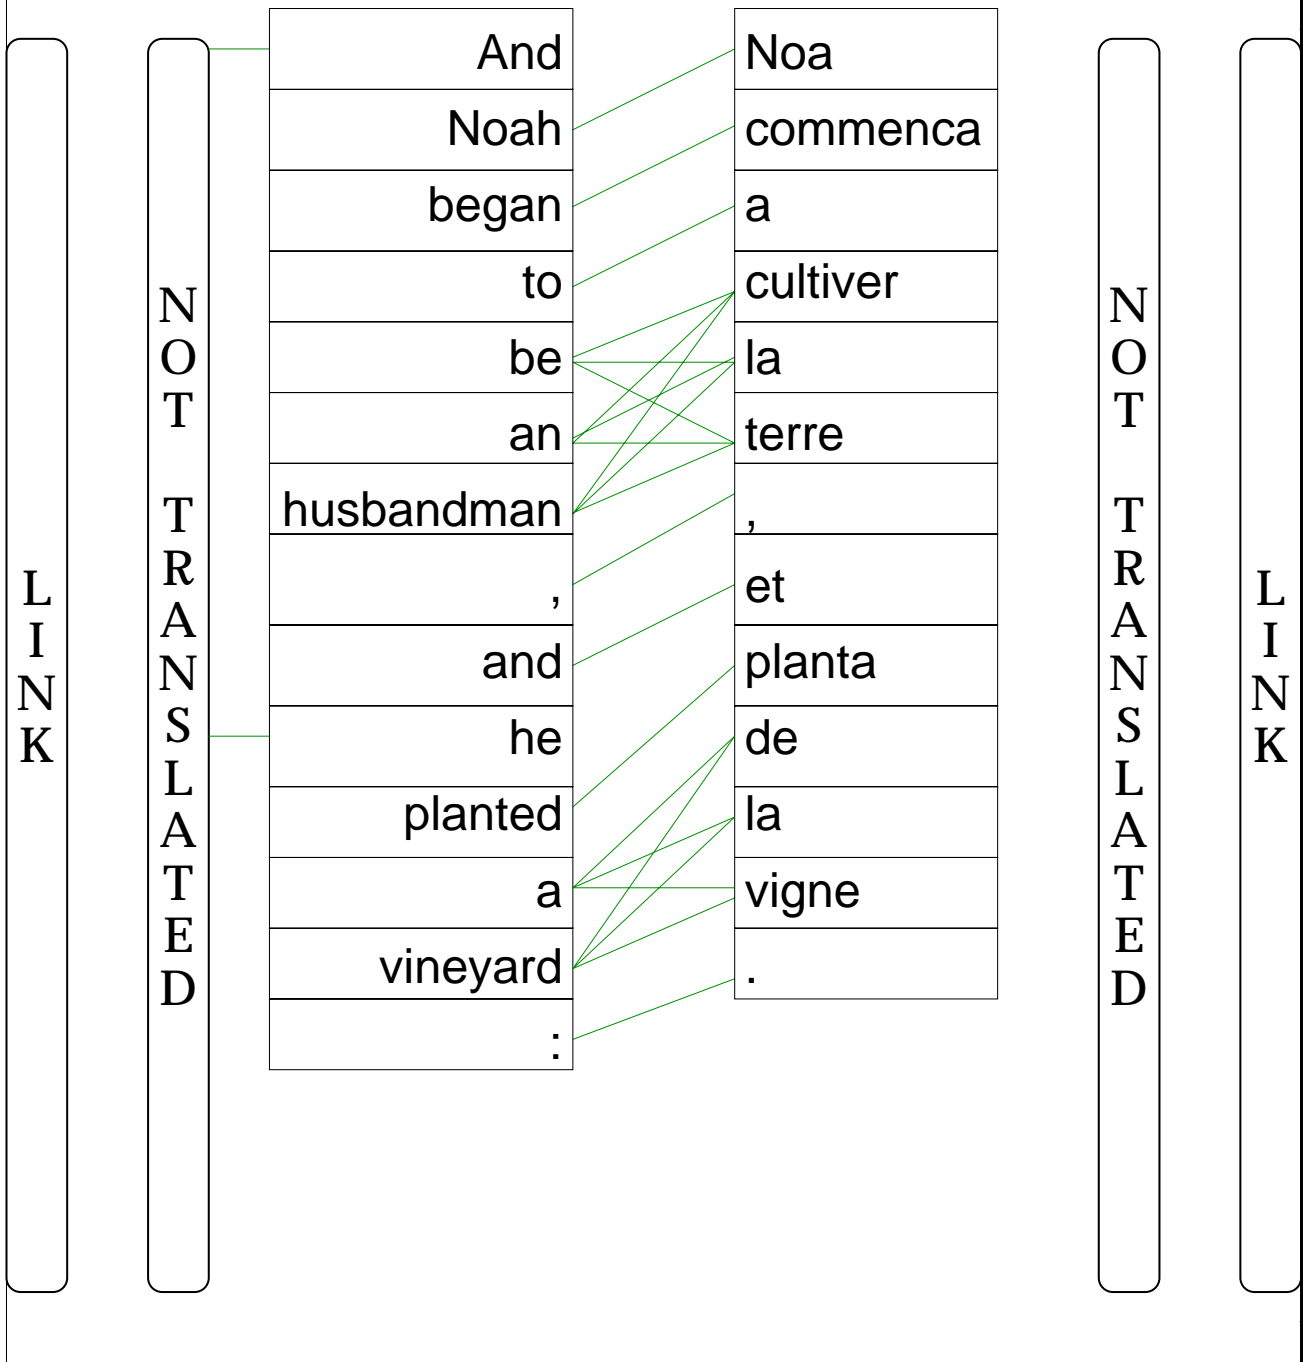 LINK
NOT TRANSLATED
And
Noah
began
to
be
an
husbandman
,
and
he
planted
a
vineyard
:
Noa
commenca
a
cultiver
la
terre
,
et
planta
de
la
vigne
.
NOT TRANSLATED
LINK